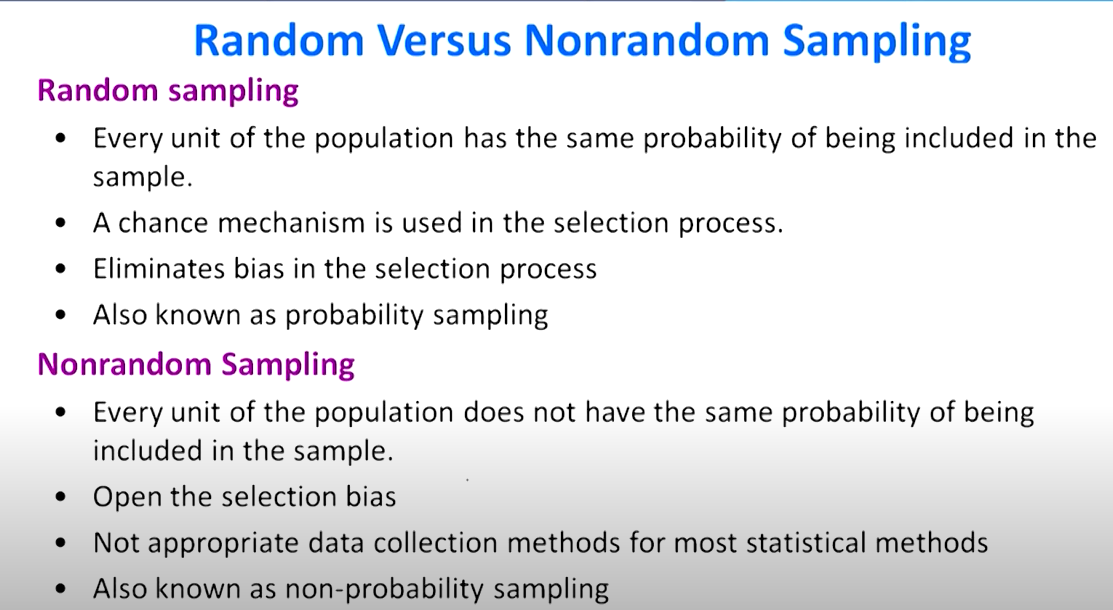 Random Versus Nonrandom Sampling
Random sampling
• Every unit of the population has the same probability of being included in the
sample.
• A chance mechanism is used in the selection process.
• Eliminates bias in the selection process
• Also known as probability sampling
Nonrandom Sampling
• Every unit of the population does not have the same probability of being
included in the sample.
• Open the selection bias
• Not appropriate data collection methods for most statistical methods
• Also known as non-probability sampling